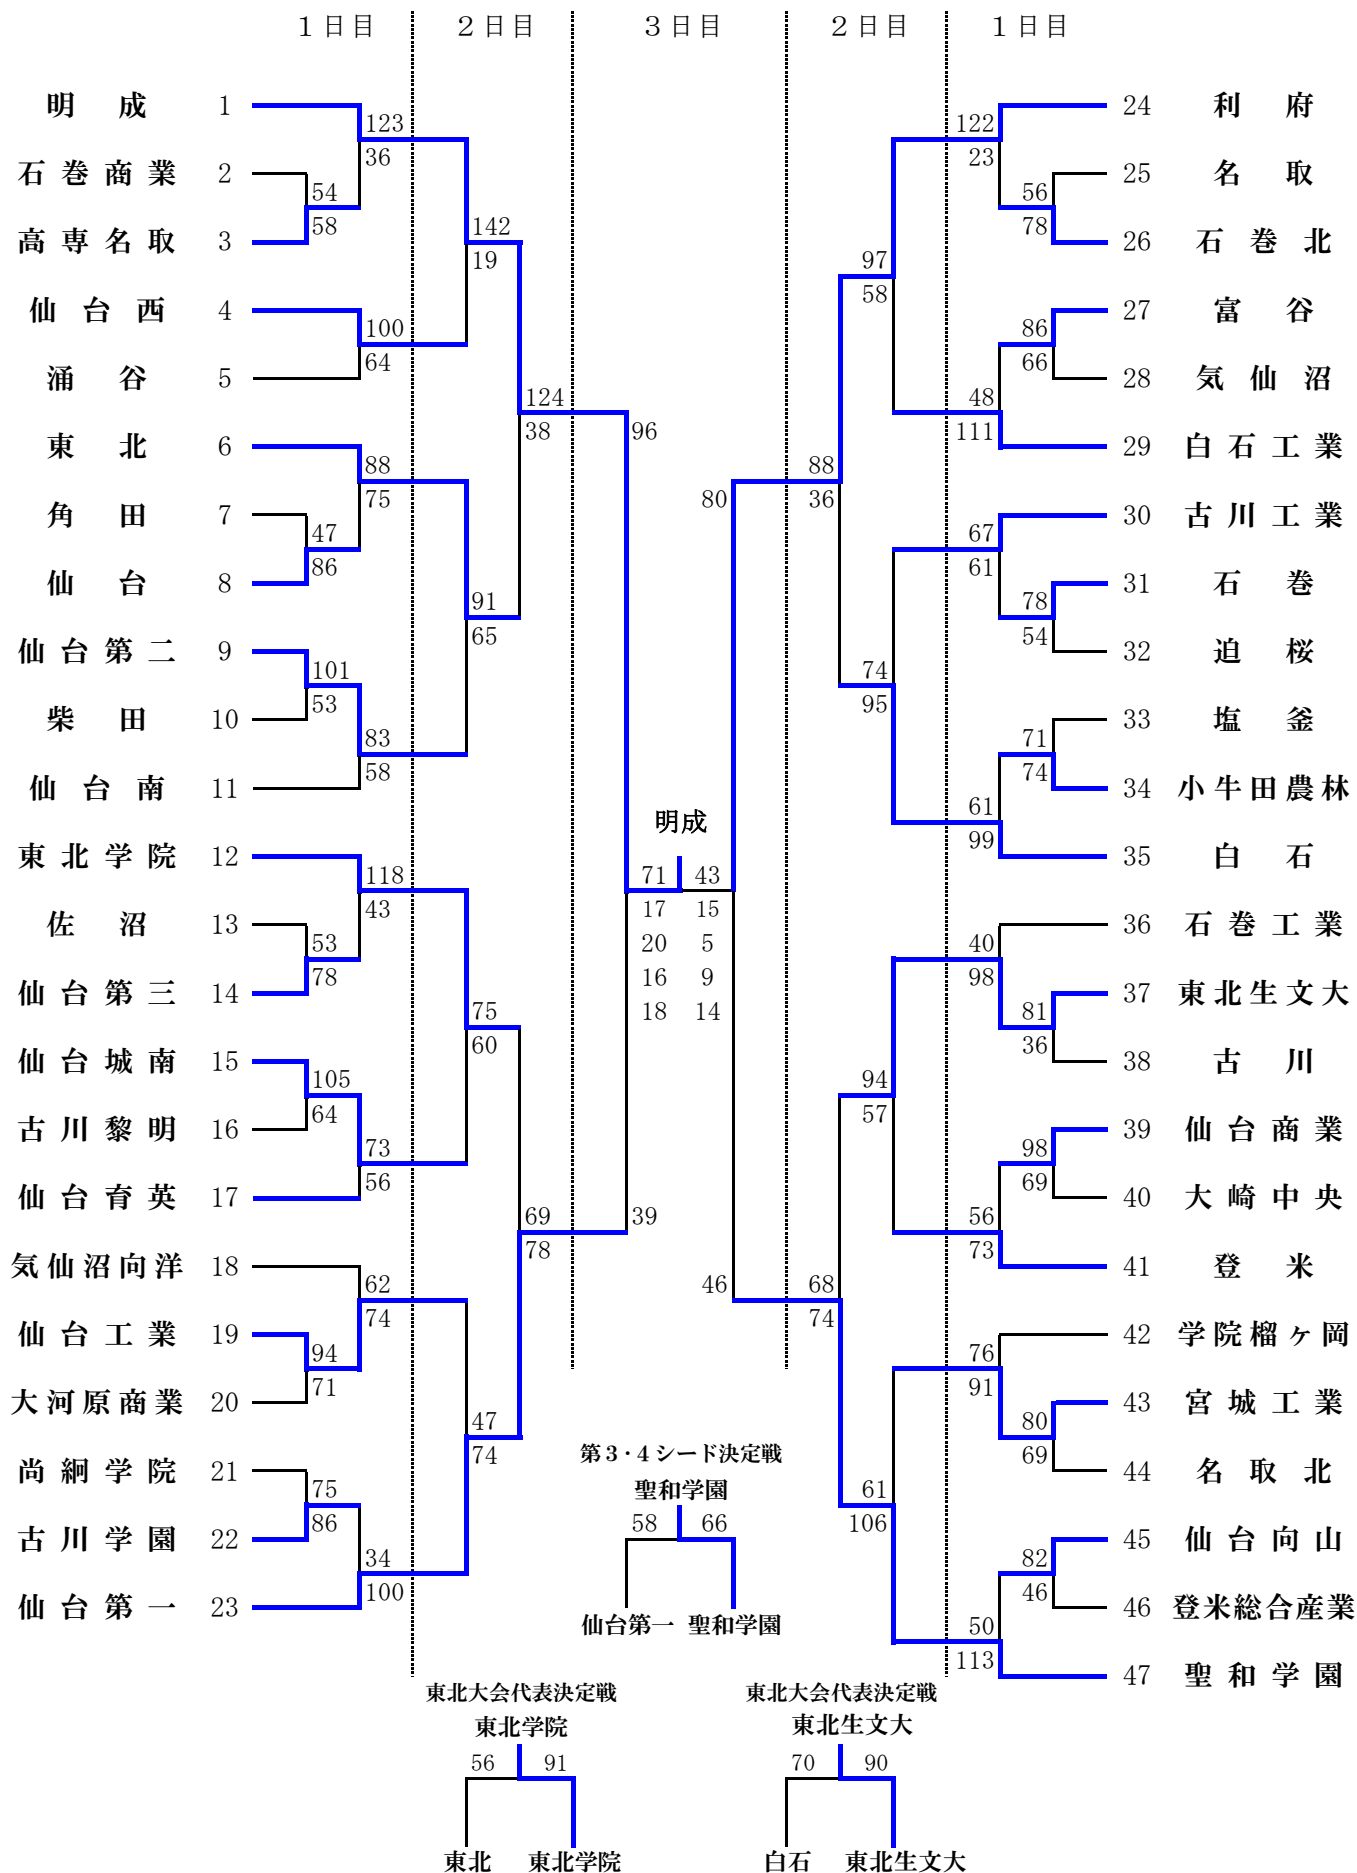 １日目 ２日目 ３日目 ２日目 １日目
明成 1 123 122 24 利府
36 23
石巻商業 2 54 56 25 名取
高専名取 3 58 142 78 26 石巻北
19 97
58
仙台西 4 100 86 27 富谷
64 66
涌谷 5 124 48 28 気仙沼
38 96 111
東北 6 88 88 29 白石工業
75 80 36
角田 7 47 67 30 古川工業
86 61
仙台 8 91 78 31 石巻
65 54
仙台第二 9 101 74 32 迫桜
53 95
柴田 10 83 71 33 塩釜
58 74
仙台南 11 61 34 小牛田農林
明成 99
東北学院 12 118 71 43 35 白石
43 17 15
佐沼 13 53 20 5 40 36 石巻工業
78 16 9 98
仙台第三 14 75 18 14 81 37 東北生文大
60 36
仙台城南 15 105 94 38 古川
64 57
古川黎明 16 73 98 39 仙台商業
56 69
仙台育英 17 69 39 56 40 大崎中央
78 73
気仙沼向洋 18 62 46 68 41 登米
74 74
仙台工業 19 94 76 42 学院榴ヶ岡
71 91
大河原商業 20 47 80 43 宮城工業
74 第３・４シード決定戦 69
尚絅学院 21 75 聖和学園 61 44 名取北
86 58 66 106
古川学園 22 34 82 45 仙台向山
100 46
仙台第一 23 仙台第一 聖和学園 50 46 登米総合産業
113
47 聖和学園
東北大会代表決定戦 東北大会代表決定戦
東北学院 東北生文大
56 91 70 90
東北 東北学院 白石 東北生文大